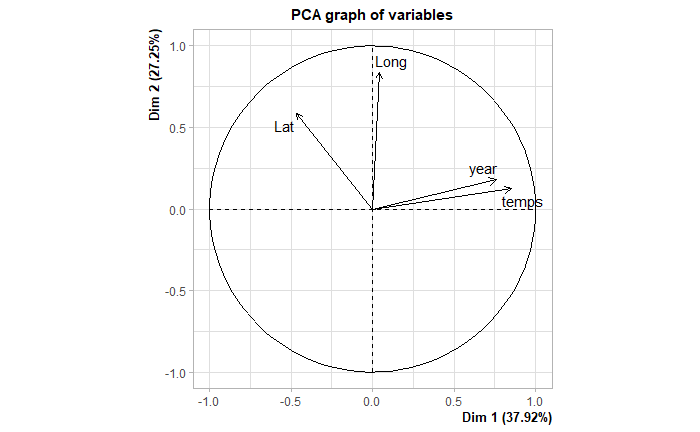 PCA graph of variables
Dim 2 (27.25%)
1.0
0.5
0.0
-0.5
-1.0
Long
Lat
year
temps
-1.0
-0.5
0.0
0.5
1.0
Dim 1 (37.92%)